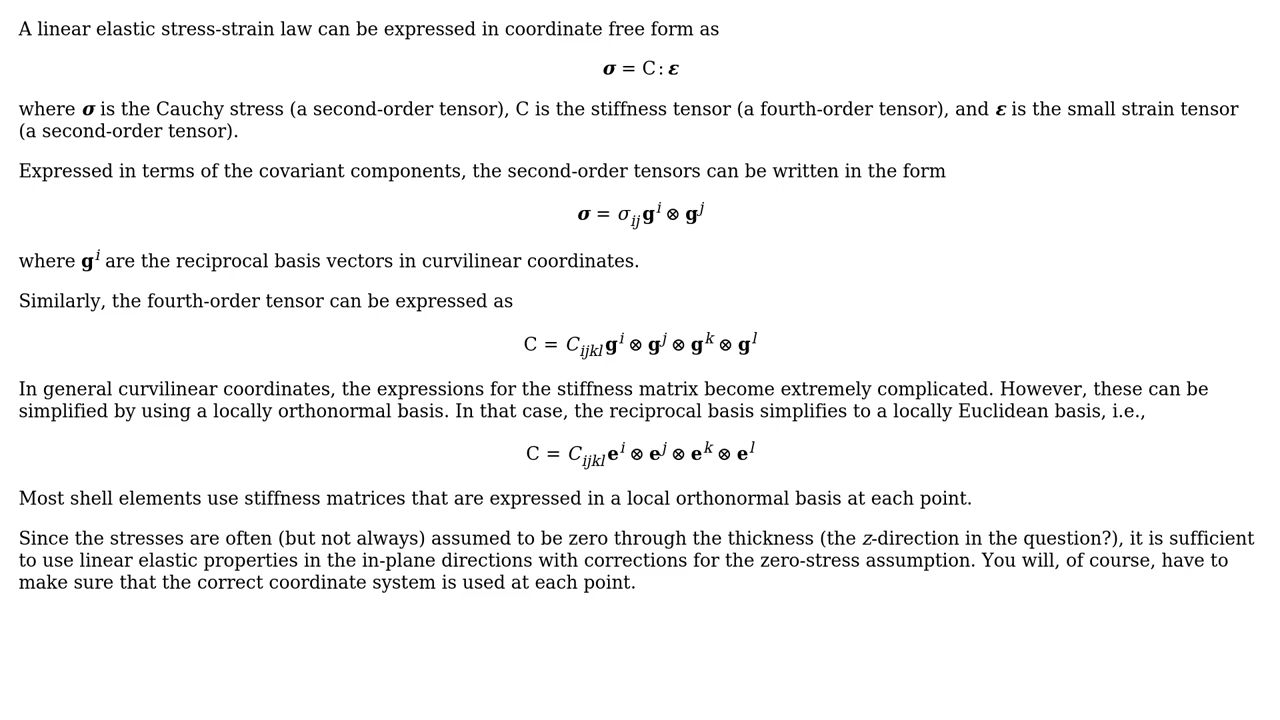 A linear elastic stress-strain law can be expressed in coordinate free form as
σ = C : ε
where σ is the Cauchy stress (a second-order tensor), C is the stiffness tensor (a fourth-order tensor), and ε is the small strain tensor
(a second-order tensor).
Expressed in terms of the covariant components, the second-order tensors can be written in the form
σ = σ_{ij} g^i ⊗ g^j
where g^i are the reciprocal basis vectors in curvilinear coordinates.
Similarly, the fourth-order tensor can be expressed as
C = C_{ijkl} g^i ⊗ g^j ⊗ g^k ⊗ g^l
In general curvilinear coordinates, the expressions for the stiffness matrix become extremely complicated. However, these can be
simplified by using a locally orthonormal basis. In that case, the reciprocal basis simplifies to a locally Euclidean basis, i.e.,
C = C_{ijkl} e^i ⊗ e^j ⊗ e^k ⊗ e^l
Most shell elements use stiffness matrices that are expressed in a local orthonormal basis at each point.
Since the stresses are often (but not always) assumed to be zero through the thickness (the z-direction in the question?), it is sufficient
to use linear elastic properties in the in-plane directions with corrections for the zero-stress assumption. You will, of course, have to
make sure that the correct coordinate system is used at each point.